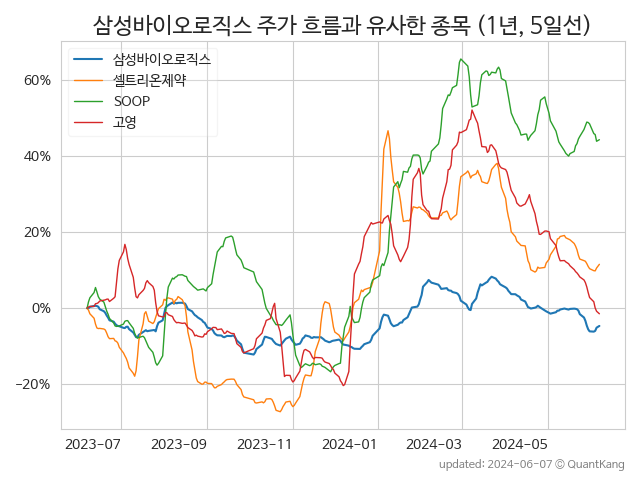 삼성바이오로직스 주가 흐름과 유사한 종목 (1년, 5일선)
삼성바이오로직스
셀트리온제약
SOOP
고영
60%
40%
20%
0%
−20%
2023-07 2023-09 2023-11 2024-01 2024-03 2024-05
updated: 2024-06-07 © QuantKang